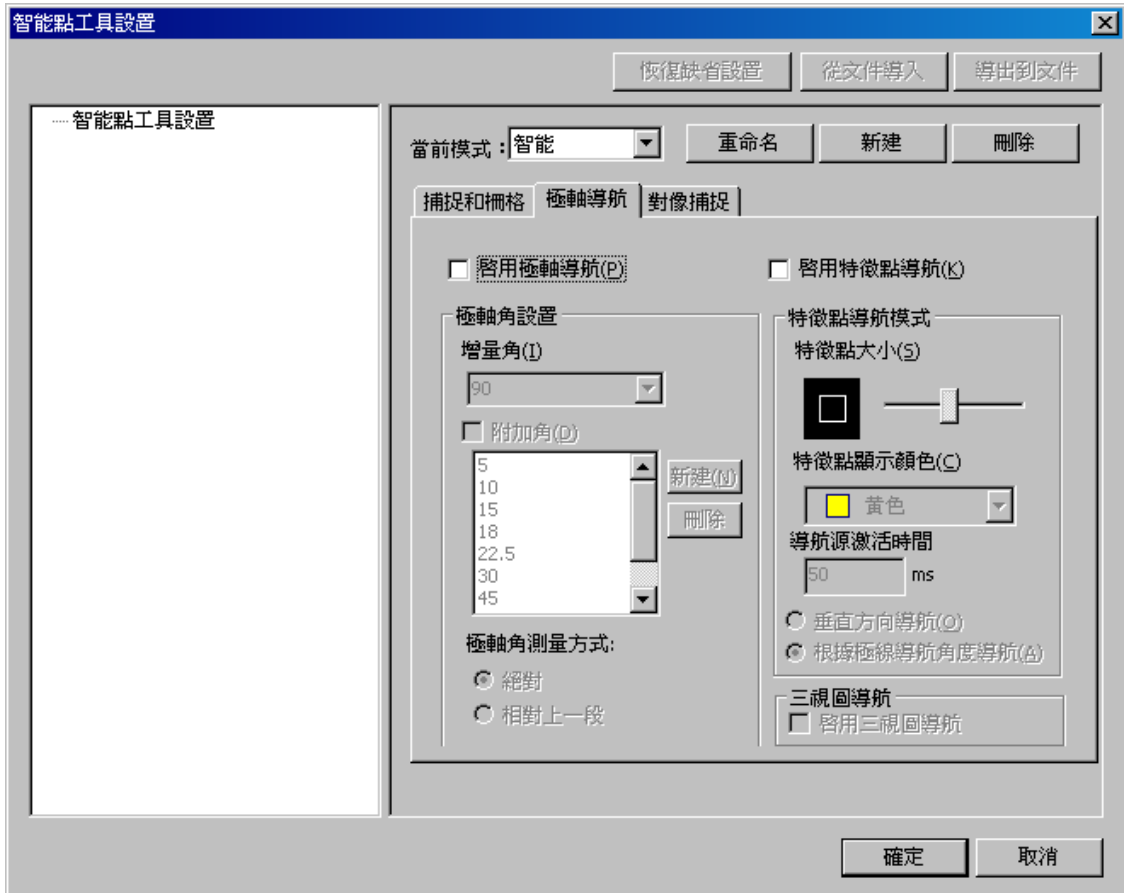 智能點工具設置
恢復缺省設置 從文件導入 導出到文件
智能點工具設置
當前模式：智能 重命名 新建 刪除
捕捉和柵格 極軸導航 對像捕捉
啓用極軸導航(P) 啓用特徵點導航(K)
極軸角設置
增量角(I)
90
附加角(D)
5
10
15
18
22.5
30
45
新建(N)
刪除
極軸角測量方式:
絕對
相對上一段
特徵點導航模式
特徵點大小(S)
特徵點顯示顏色(C)
黄色
導航源激活時間
50 ms
垂直方向導航(O)
根據極線導航角度導航(A)
三視圖導航
啓用三視圖導航
確定 取消